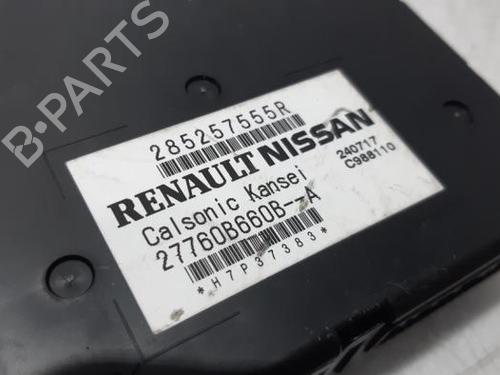 B-PARTS
285257555R
RENAULT NISSAN
240717
Calsonic Kansei
C988110
27760B660B--A
*H7P37383*